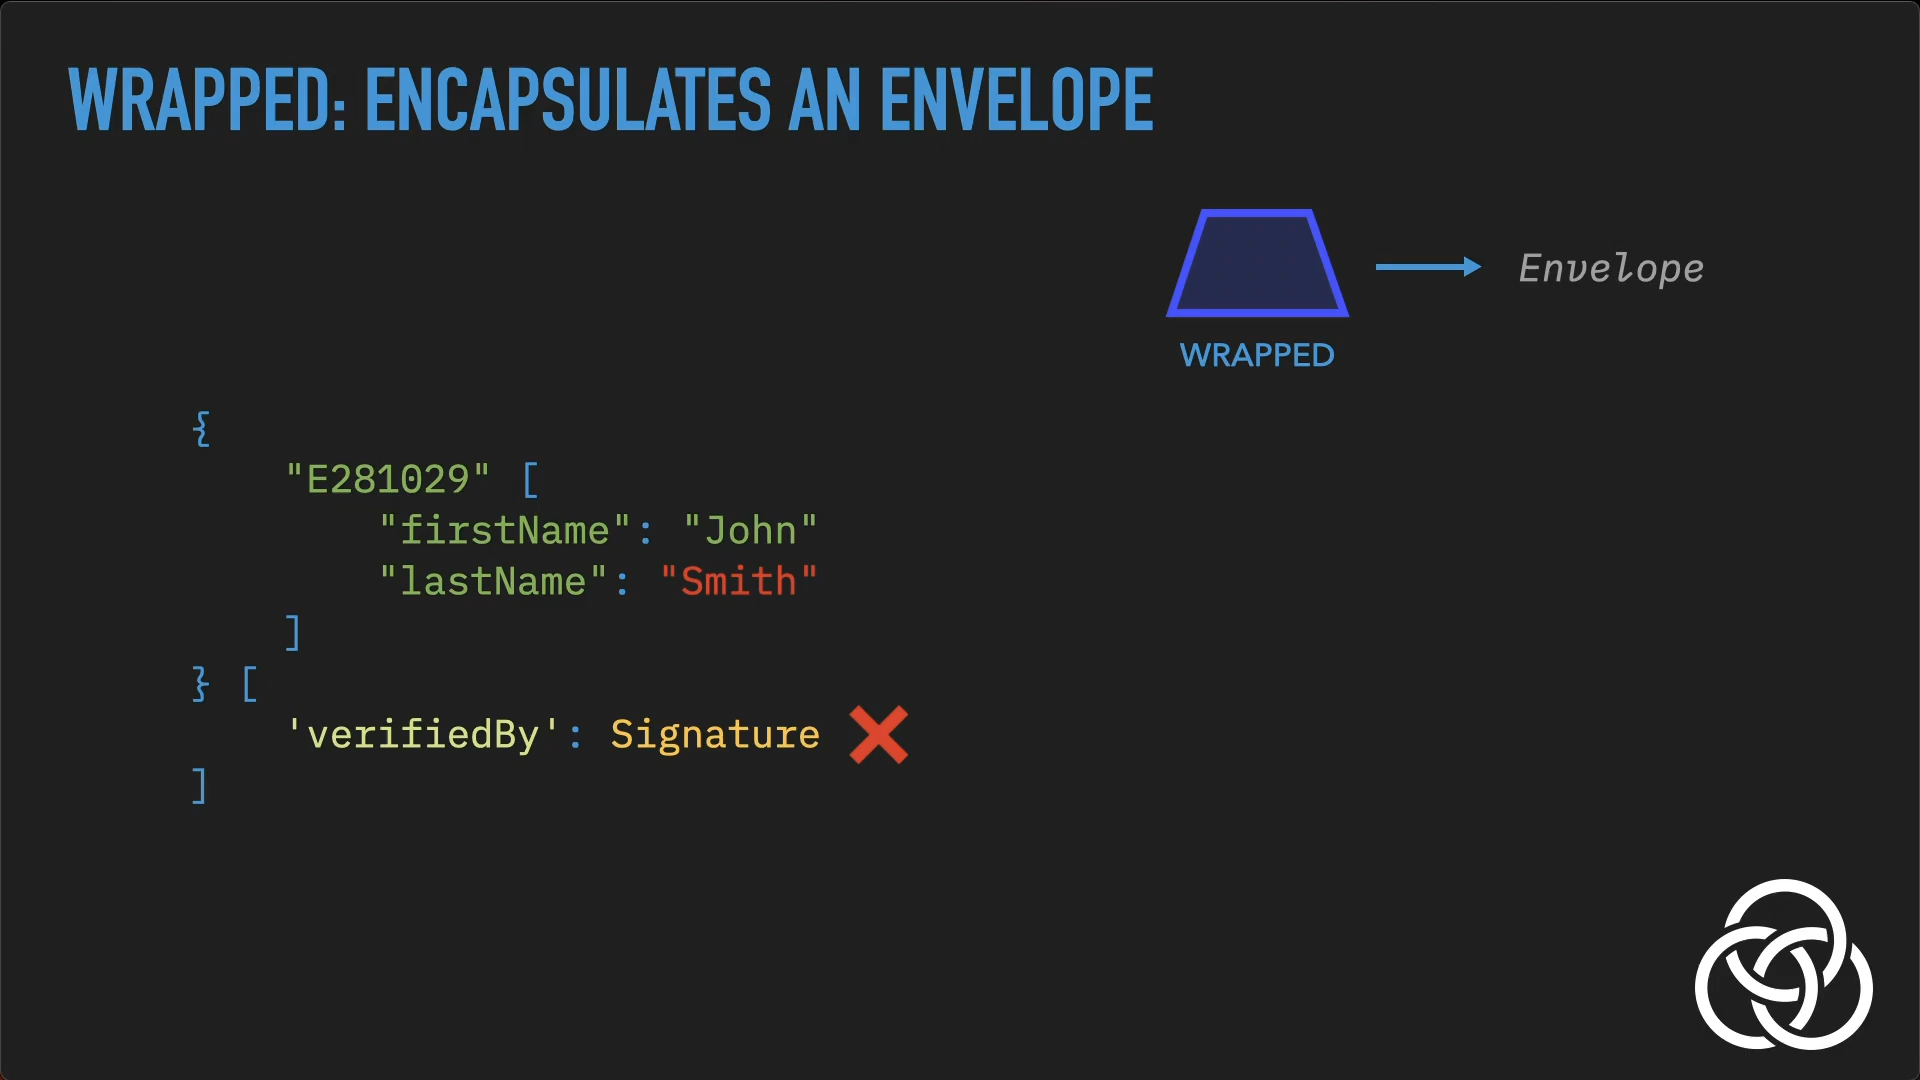 WRAPPED: ENCAPSULATES AN ENVELOPE
Envelope
WRAPPED
{
"E281029" [
"firstName": "John"
"lastName": "Smith"
]
} [
'verifiedBy': Signature ❌
]